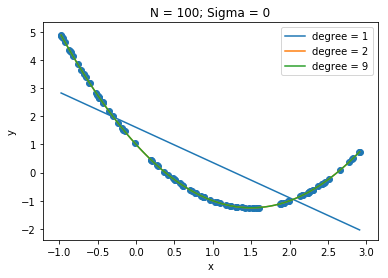 N = 100; Sigma = 0
degree = 1
degree = 2
degree = 9
y
5
4
3
2
1
0
−1
−2
−1.0 −0.5 0.0 0.5 1.0 1.5 2.0 2.5 3.0
x